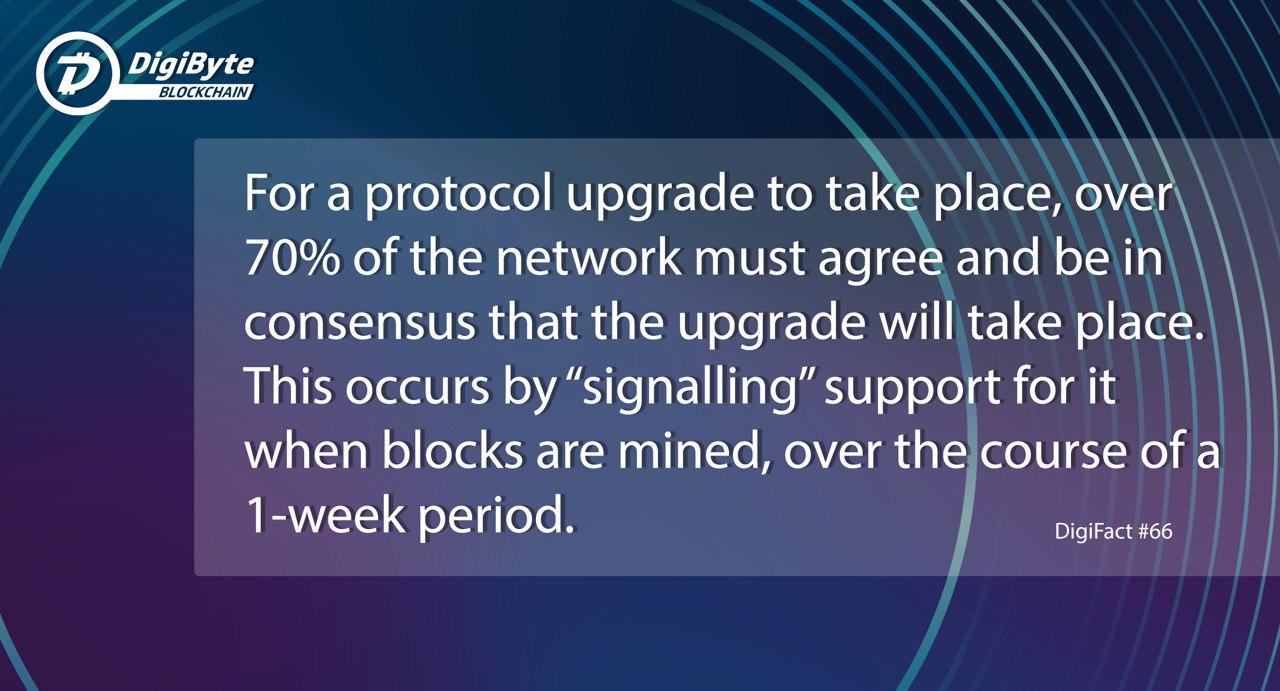 DigiByte
BLOCKCHAIN
For a protocol upgrade to take place, over
70% of the network must agree and be in
consensus that the upgrade will take place.
This occurs by “signalling” support for it
when blocks are mined, over the course of a
1-week period.
DigiFact #66